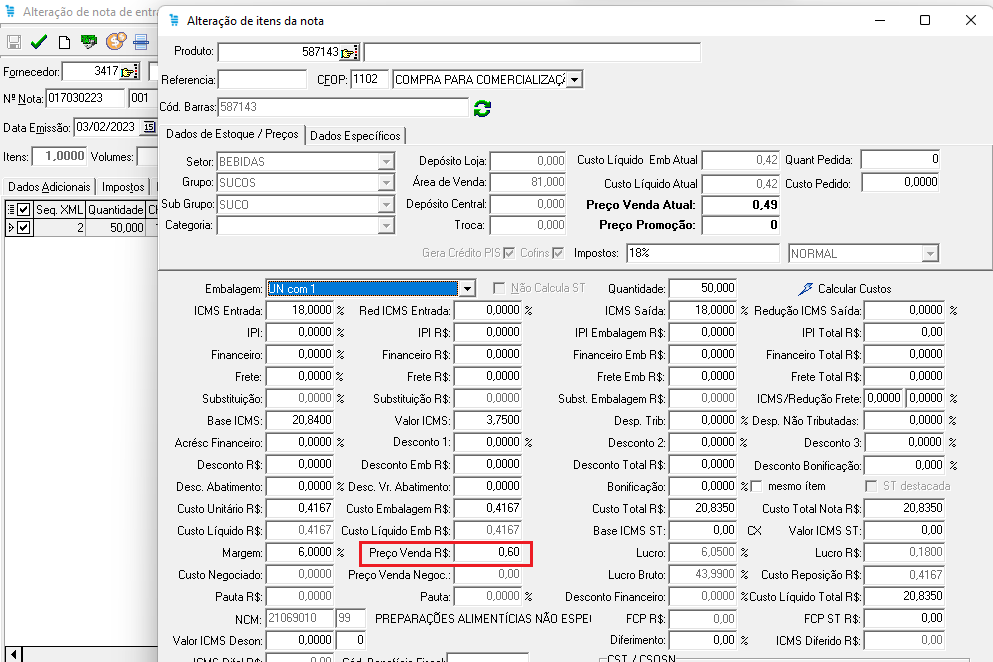 Alteração de nota de entra
Alteração de itens da nota
Fornecedor: 3417
Nº Nota: 017030223 001
Data Emissão: 03/02/2023 15
Itens: 1,0000 Volumes:
Dados Adicionais Impostos
Seq. XML Quantidade
2 50,000
Produto: 587143
Referencia: CFOP: 1102 COMPRA PARA COMERCIALIZAÇ
Cód. Barras: 587143
Dados de Estoque / Preços Dados Específicos
Setor: BEBIDAS Depósito Loja: 0,000 Custo Líquido Emb Atual 0,42 Quant Pedida: 0
Grupo: SUCOS Área de Venda: 81,000 Custo Líquido Atual 0,42 Custo Pedido: 0,0000
Sub Grupo: SUCO Depósito Central: 0,000 Preço Venda Atual: 0,49
Categoria: Troca: 0,000 Preço Promoção: 0
Gera Crédito PIS Cofins Impostos: 18% NORMAL
Embalagem: UN com 1 Não Calcula ST Quantidade: 50,000 Calcular Custos
ICMS Entrada: 18,0000 % Red ICMS Entrada: 0,0000 % ICMS Saída: 18,0000 % Redução ICMS Saída: 0,0000 %
IPI: 0,0000 % IPI R$: 0,0000 IPI Embalagem R$: 0,0000 IPI Total R$: 0,00
Financeiro: 0,0000 % Financeiro R$: 0,0000 Financeiro Emb R$: 0,0000 Financeiro Total R$: 0,0000
Frete: 0,0000 % Frete R$: 0,0000 Frete Emb R$: 0,0000 Frete Total R$: 0,0000
Substituição: 0,0000 % Substituição R$: 0,0000 Subst. Embalagem R$: 0,0000 ICMS/Redução Frete: 0,0000 0,0000 %
Base ICMS: 20,8400 Valor ICMS: 3,7500 Desp. Trib: 0,0000 % Desp. Não Tributadas: 0,0000 %
Acrésc Financeiro: 0,0000 % Desconto 1: 0,0000 % Desconto 2: 0,0000 % Desconto 3: 0,0000 %
Desconto R$: 0,0000 Desconto Emb R$: 0,0000 Desconto Total R$: 0,0000 Desconto Bonificação: 0,000 %
Desc. Abatimento: 0,0000 % Desc. Vr. Abatimento: 0,0000 Bonificação: 0,0000 % mesmo ítem ST destacada
Custo Unitário R$: 0,4167 Custo Embalagem R$: 0,4167 Custo Total R$: 20,8350 Custo Total Nota R$: 20,8350
Custo Líquido R$: 0,4167 Custo Líquido Emb R$: 0,4167 Base ICMS ST: 0,00 CX Valor ICMS ST: 0,00
Margem: 6,0000 % Preço Venda R$: 0,60 Lucro: 6,0500 % Lucro R$: 0,1800
Custo Negociado: 0,0000 Preço Venda Negoc.: 0,00 Lucro Bruto: 43,9900 % Custo Reposição R$: 0,4167
Pauta R$: 0,0000 Pauta: 0,0000 % Desconto Financeiro: 0,0000 % Custo Líquido Total R$: 20,8350
NCM: 21069010 99 PREPARAÇÕES ALIMENTÍCIAS NÃO ESPE FCP R$: 0,00 FCP ST R$: 0,00
Valor ICMS Deson: 0,0000 0 Diferimento: 0,00 % ICMS Diferido R$: 0,00
ICMS Difal R$: 0,00 Cód. Benefício Fiscal: CST / CSOSN